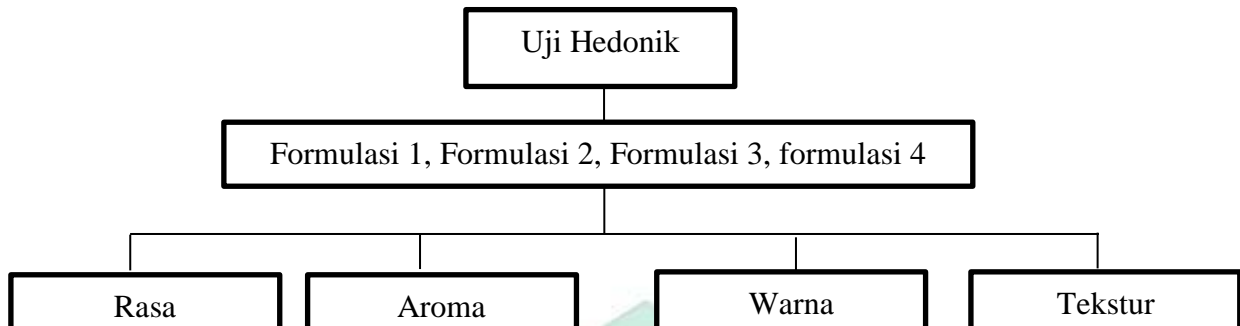 Uji Hedonik
Formulasi 1, Formulasi 2, Formulasi 3, formulasi 4
Rasa
Aroma
Warna
Tekstur